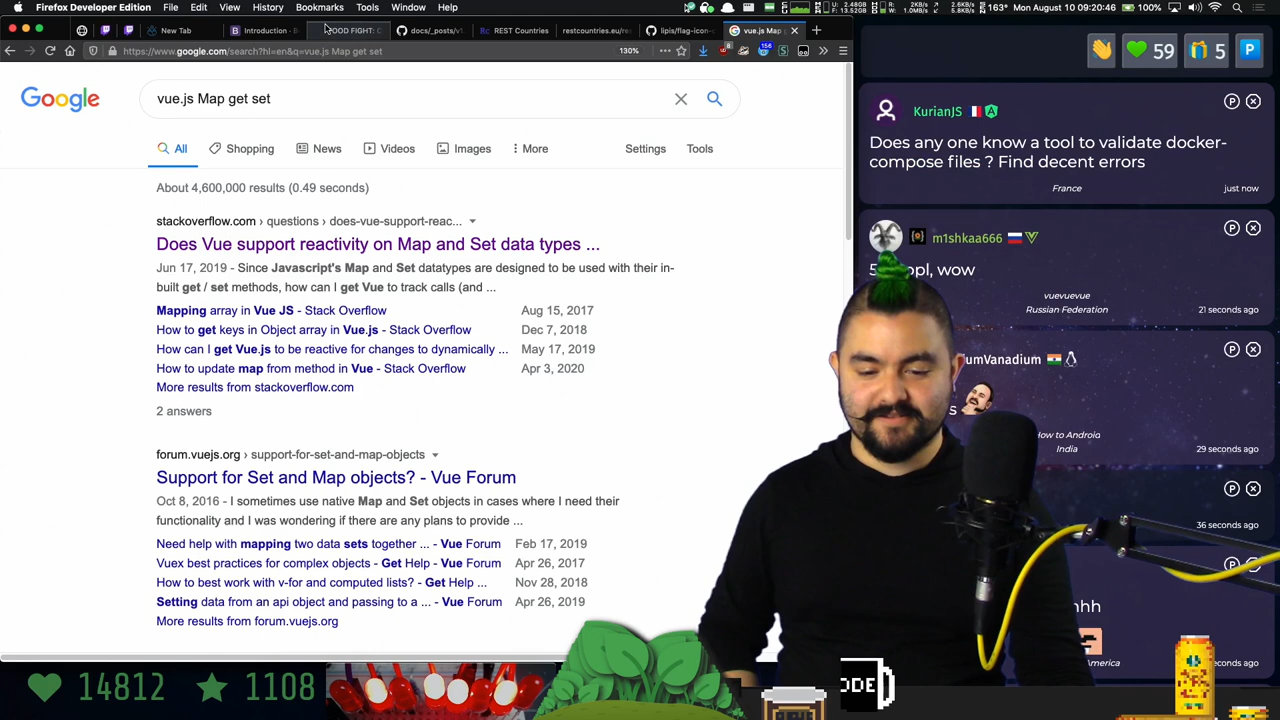 Firefox Developer Edition File Edit View History Bookmarks Tools Window Help
163° Mon August 10 09:20:46 100%
New Tab
Introduction -
FOOD FIGHT: C
docs/_posts/v1
REST Countries
restcountries.eu/re
lipis/flag-icon-
vue.js Map
https://www.google.com/search?hl=en&q=vue.js Map get set
130%
156
Google
vue.js Map get set
All
Shopping
News
Videos
Images
More
Settings
Tools
About 4,600,000 results (0.49 seconds)
stackoverflow.com › questions › does-vue-support-reac...
Does Vue support reactivity on Map and Set data types ...
Jun 17, 2019 - Since Javascript's Map and Set datatypes are designed to be used with their in-
built get / set methods, how can I get Vue to track calls (and ...
Mapping array in Vue JS - Stack Overflow Aug 15, 2017
How to get keys in Object array in Vue.js - Stack Overflow Dec 7, 2018
How can I get Vue.js to be reactive for changes to dynamically ... May 17, 2019
How to update map from method in Vue - Stack Overflow Apr 3, 2020
More results from stackoverflow.com
2 answers
forum.vuejs.org › support-for-set-and-map-objects
Support for Set and Map objects? - Vue Forum
Oct 8, 2016 - I sometimes use native Map and Set objects in cases where I need their
functionality and I was wondering if there are any plans to provide ...
Need help with mapping two data sets together ... - Vue Forum Feb 17, 2019
Vuex best practices for complex objects - Get Help - Vue Forum Apr 26, 2017
How to best work with v-for and computed lists? - Get Help ... Nov 28, 2018
Setting data from an api object and passing to a ... - Vue Forum Apr 26, 2019
More results from forum.vuejs.org
14812
1108
59
5
P
KurianJS
Does any one know a tool to validate docker-
compose files ? Find decent errors
France
just now
m1shkaa666
ppl, wow
vuevuevue
Russian Federation
21 seconds ago
umVanadium
s
How to Androia
India
29 seconds ago
36 seconds ago
hh
America
seconds ago
ODE